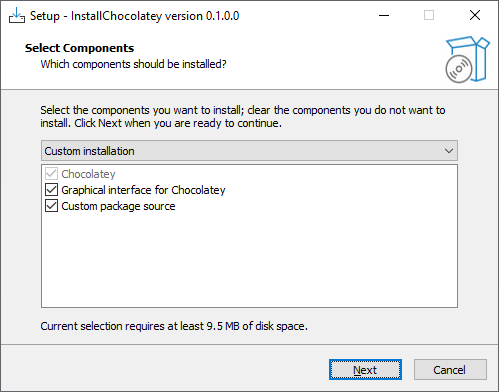 Setup - InstallChocolatey version 0.1.0.0
Select Components
Which components should be installed?
Select the components you want to install; clear the components you do not want to
install. Click Next when you are ready to continue.
Custom installation
Chocolatey
Graphical interface for Chocolatey
Custom package source
Current selection requires at least 9.5 MB of disk space.
Next
Cancel